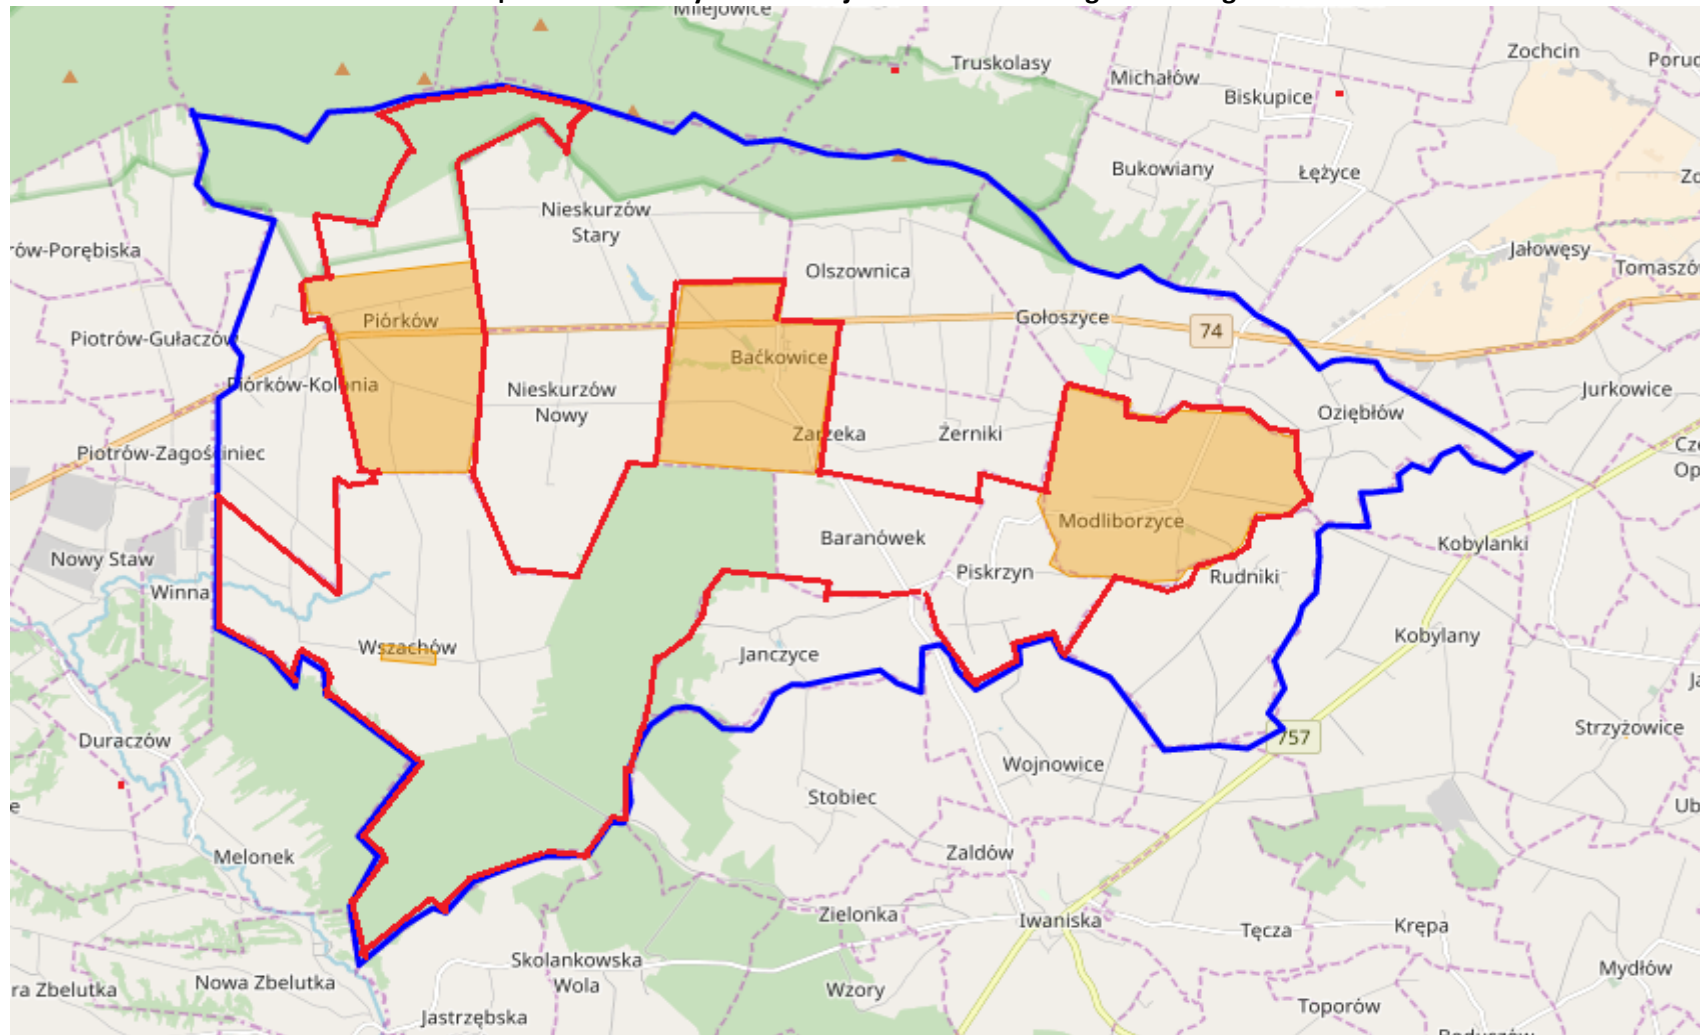 Milejowice
Zochcin
Truskolasy
Michałów
Biskupice
Bukowiany
Łężyce
Nieskurzów
Stary
rów-Porębiska
Jałowęsy
Olszownica
Gołoszyce
Piórków
74
Piotrów-Gułaczów
Baćkowice
Piórków-Kolonia
Nieskurzów
Nowy
Jurkowice
Oziębłów
Zarzeka
Żerniki
Piotrów-Zagościniec
Modliborzyce
Baranówek
Kobylanki
Nowy Staw
Piskrzyn
Rudniki
Winna
Kobylany
Wszachów
Janczyce
Strzyżowice
757
Duraczów
Wojnowice
Stobiec
Zaldów
Melonek
Zielonka
Iwaniska
Krępa
Tęcza
Skolankowska
Wola
Mydłów
ra Zbelutka
Nowa Zbelutka
Wzory
Toporów
Jastrzębska